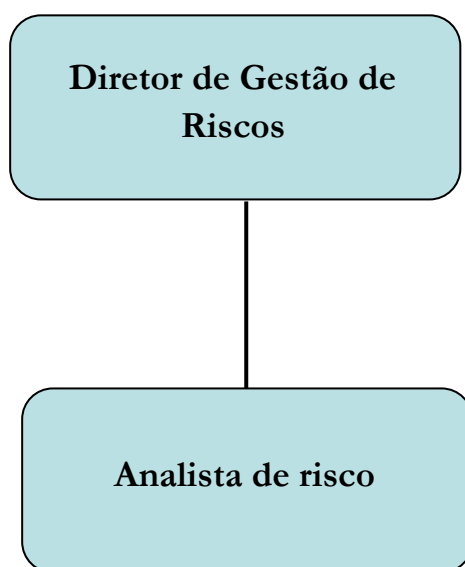 Diretor de Gestão de
Riscos
Analista de risco